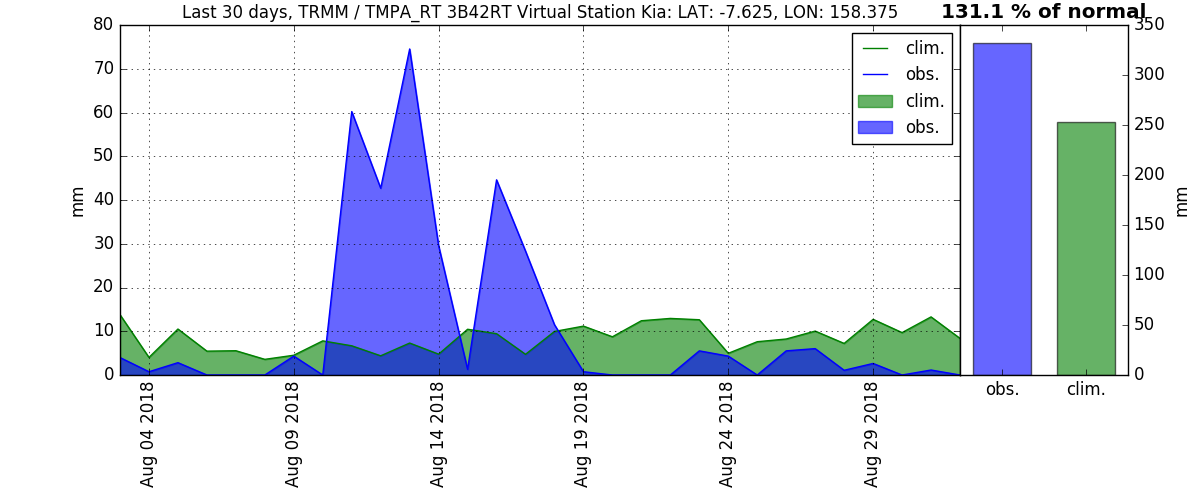 Last 30 days, TRMM / TMPA_RT 3B42RT Virtual Station Kia: LAT: -7.625, LON: 158.375
131.1 % of normal
80
70
60
50
40
30
20
10
0
mm
clim.
obs.
clim.
obs.
350
300
250
200
150
100
50
0
mm
Aug 04 2018
Aug 09 2018
Aug 14 2018
Aug 19 2018
Aug 24 2018
Aug 29 2018
obs.
clim.